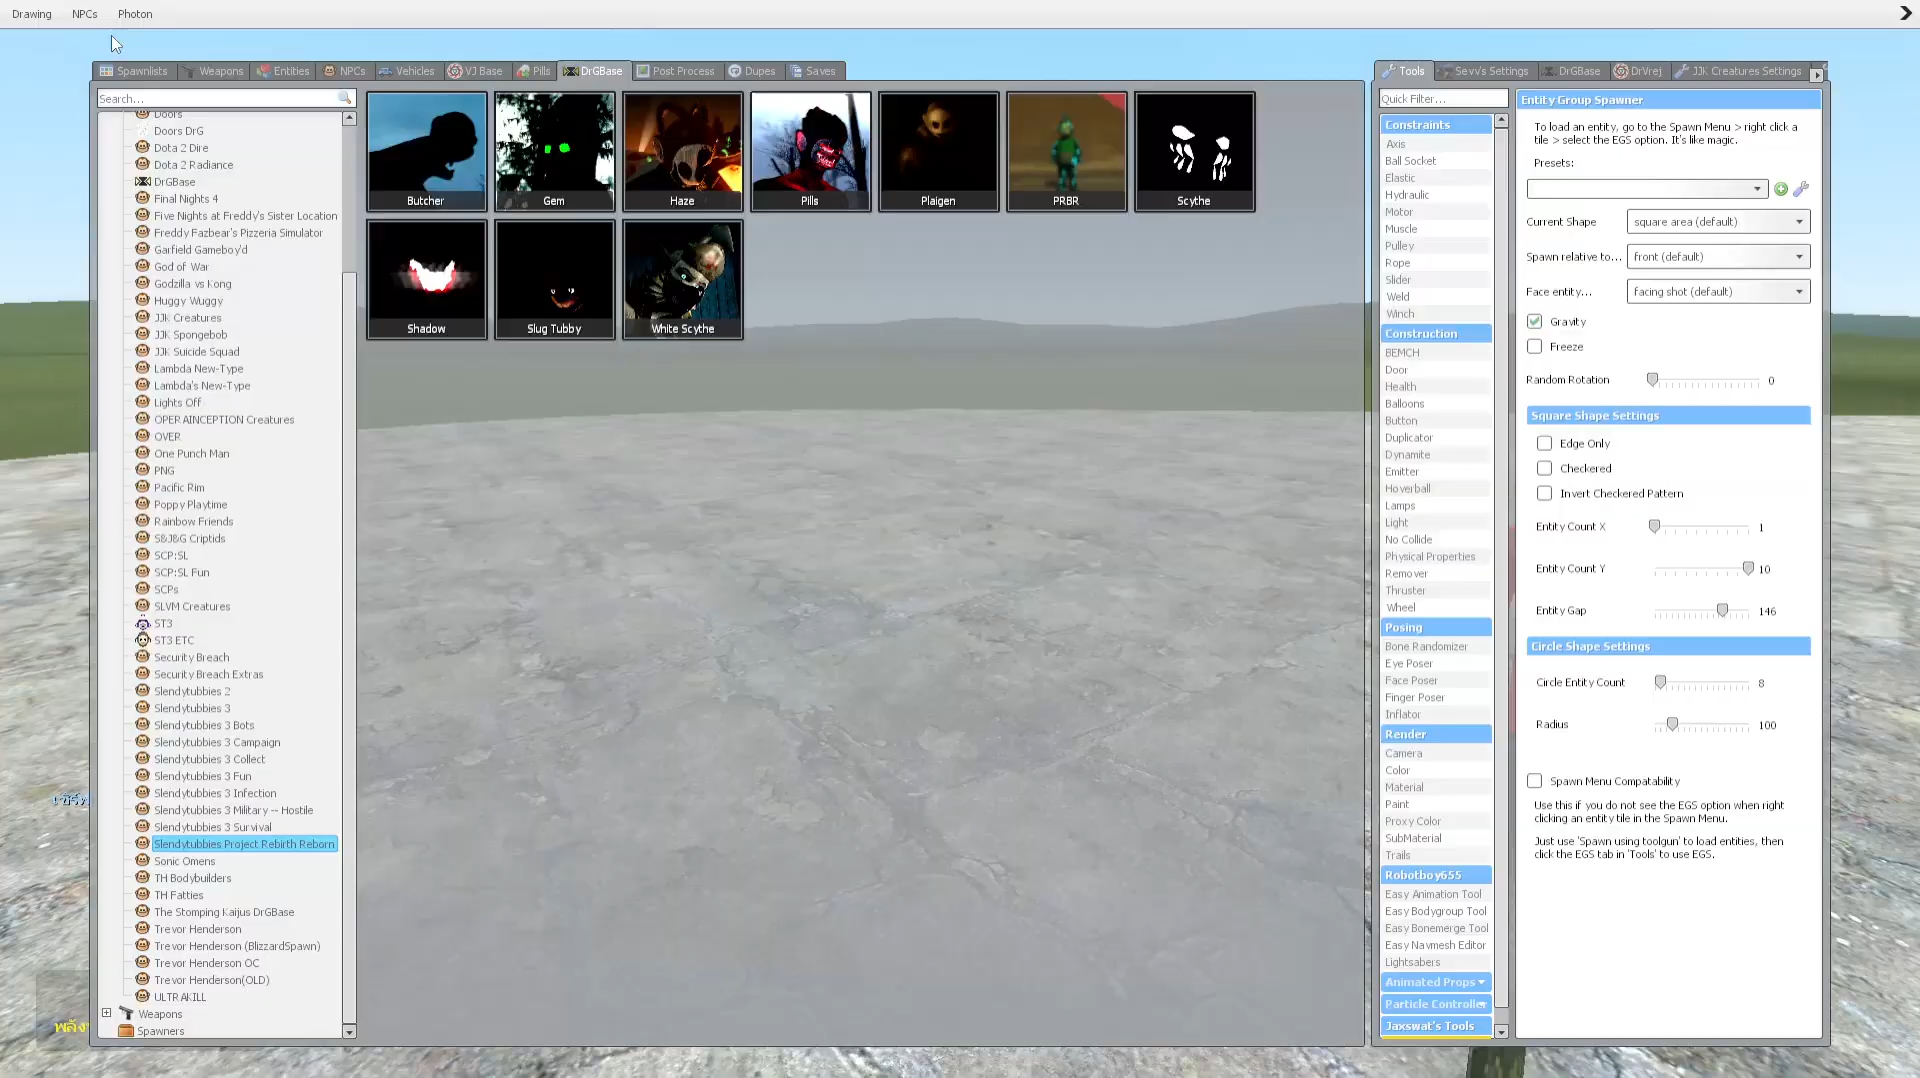 Drawing NPCs Photon
Spawnlists Weapons Entities NPCs Vehicles VJ Base Pills DrGBase Post Process Dupes Saves
Search...
Doors
Doors DrG
Dota 2 Dire
Dota 2 Radiance
DrGBase
Final Nights 4
Five Nights at Freddy's Sister Location
Freddy Fazbear's Pizzeria Simulator
Garfield Gameboy'd
God of War
Godzilla vs Kong
Huggy Wuggy
JJK Creatures
JJK Spongebob
JJK Suicide Squad
Lambda New-Type
Lambda's New-Type
Lights Off
OPER AINCEPTION Creatures
OVER
One Punch Man
PNG
Pacific Rim
Poppy Playtime
Rainbow Friends
S&J&G Criptids
SCP:SL
SCP:SL Fun
SCPs
SLVM Creatures
ST3
ST3 ETC
Security Breach
Security Breach Extras
Slendytubbies 2
Slendytubbies 3
Slendytubbies 3 Bots
Slendytubbies 3 Campaign
Slendytubbies 3 Collect
Slendytubbies 3 Fun
Slendytubbies 3 Infection
Slendytubbies 3 Military -- Hostile
Slendytubbies 3 Survival
Slendytubbies Project Rebirth Reborn
Sonic Omens
TH Bodybuilders
TH Fatties
The Stomping Kaijus DrGBase
Trevor Henderson
Trevor Henderson (BlizzardSpawn)
Trevor Henderson OC
Trevor Henderson(OLD)
ULTRAKILL
Weapons
Spawners
Butcher Gem Haze Pills Plaigen PRBR Scythe
Shadow Slug Tubby White Scythe
Tools Sevv's Settings DrGBase DrVrej JJK Creatures Settings
Quick Filter...
Constraints
Axis
Ball Socket
Elastic
Hydraulic
Motor
Muscle
Pulley
Rope
Slider
Weld
Winch
Construction
BEMCH
Door
Health
Balloons
Button
Duplicator
Dynamite
Emitter
Hoverball
Lamps
Light
No Collide
Physical Properties
Remover
Thruster
Wheel
Posing
Bone Randomizer
Eye Poser
Face Poser
Finger Poser
Inflator
Render
Camera
Color
Material
Paint
Proxy Color
SubMaterial
Trails
Robotboy655
Easy Animation Tool
Easy Bodygroup Tool
Easy Bonemerge Tool
Easy Navmesh Editor
Lightsabers
Animated Props
Particle Controller
Jaxswat's Tools
Entity Group Spawner
To load an entity, go to the Spawn Menu > right click a
tile > select the EGS option. It's like magic.
Presets:
Current Shape square area (default)
Spawn relative to... front (default)
Face entity... facing shot (default)
Gravity
Freeze
Random Rotation 0
Square Shape Settings
Edge Only
Checkered
Invert Checkered Pattern
Entity Count X 1
Entity Count Y 10
Entity Gap 146
Circle Shape Settings
Circle Entity Count 8
Radius 100
Spawn Menu Compatability
Use this if you do not see the EGS option when right
clicking an entity tile in the Spawn Menu.
Just use 'Spawn using toolgun' to load entities, then
click the EGS tab in 'Tools' to use EGS.